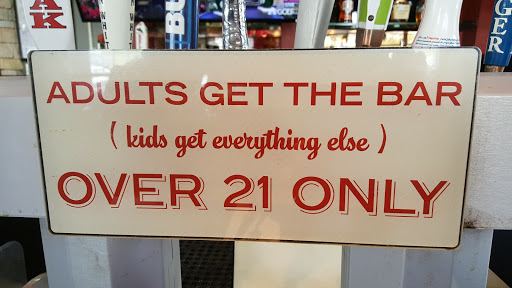 ADULTS GET THE BAR
( kids get everything else )
OVER 21 ONLY